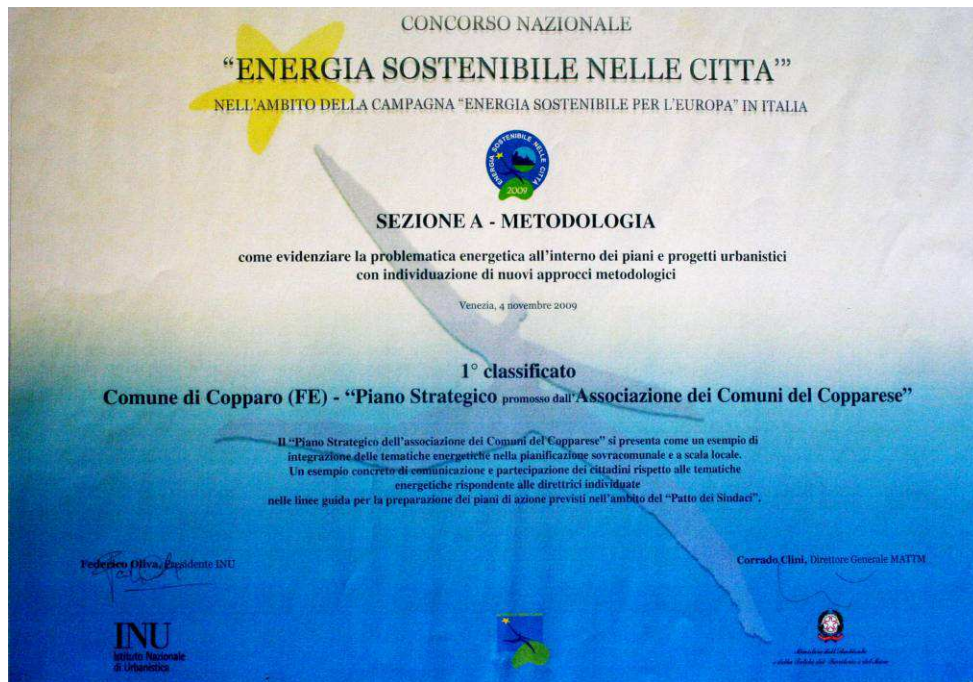 CONCORSO NAZIONALE
“ENERGIA SOSTENIBILE NELLE CITTA’”
NELL’AMBITO DELLA CAMPAGNA “ENERGIA SOSTENIBILE PER L’EUROPA” IN ITALIA
ENERGIA SOSTENIBILE NELLE CITTÀ
2009
SEZIONE A - METODOLOGIA
come evidenziare la problematica energetica all’interno dei piani e progetti urbanistici
con individuazione di nuovi approcci metodologici
Venezia, 4 novembre 2009
1° classificato
Comune di Copparo (FE) - “Piano Strategico promosso dall’Associazione dei Comuni del Copparese”
Il “Piano Strategico dell’associazione dei Comuni del Copparese” si presenta come un esempio di
integrazione delle tematiche energetiche nella pianificazione sovracomunale e a scala locale.
Un esempio concreto di comunicazione e partecipazione dei cittadini rispetto alle tematiche
energetiche rispondente alle direttrici individuate
nelle linee guida per la preparazione dei piani di azione previsti nell’ambito del “Patto dei Sindaci”.
Federico Oliva, Presidente INU
Corrado Clini, Direttore Generale MATTM
INU
Istituto Nazionale
di Urbanistica